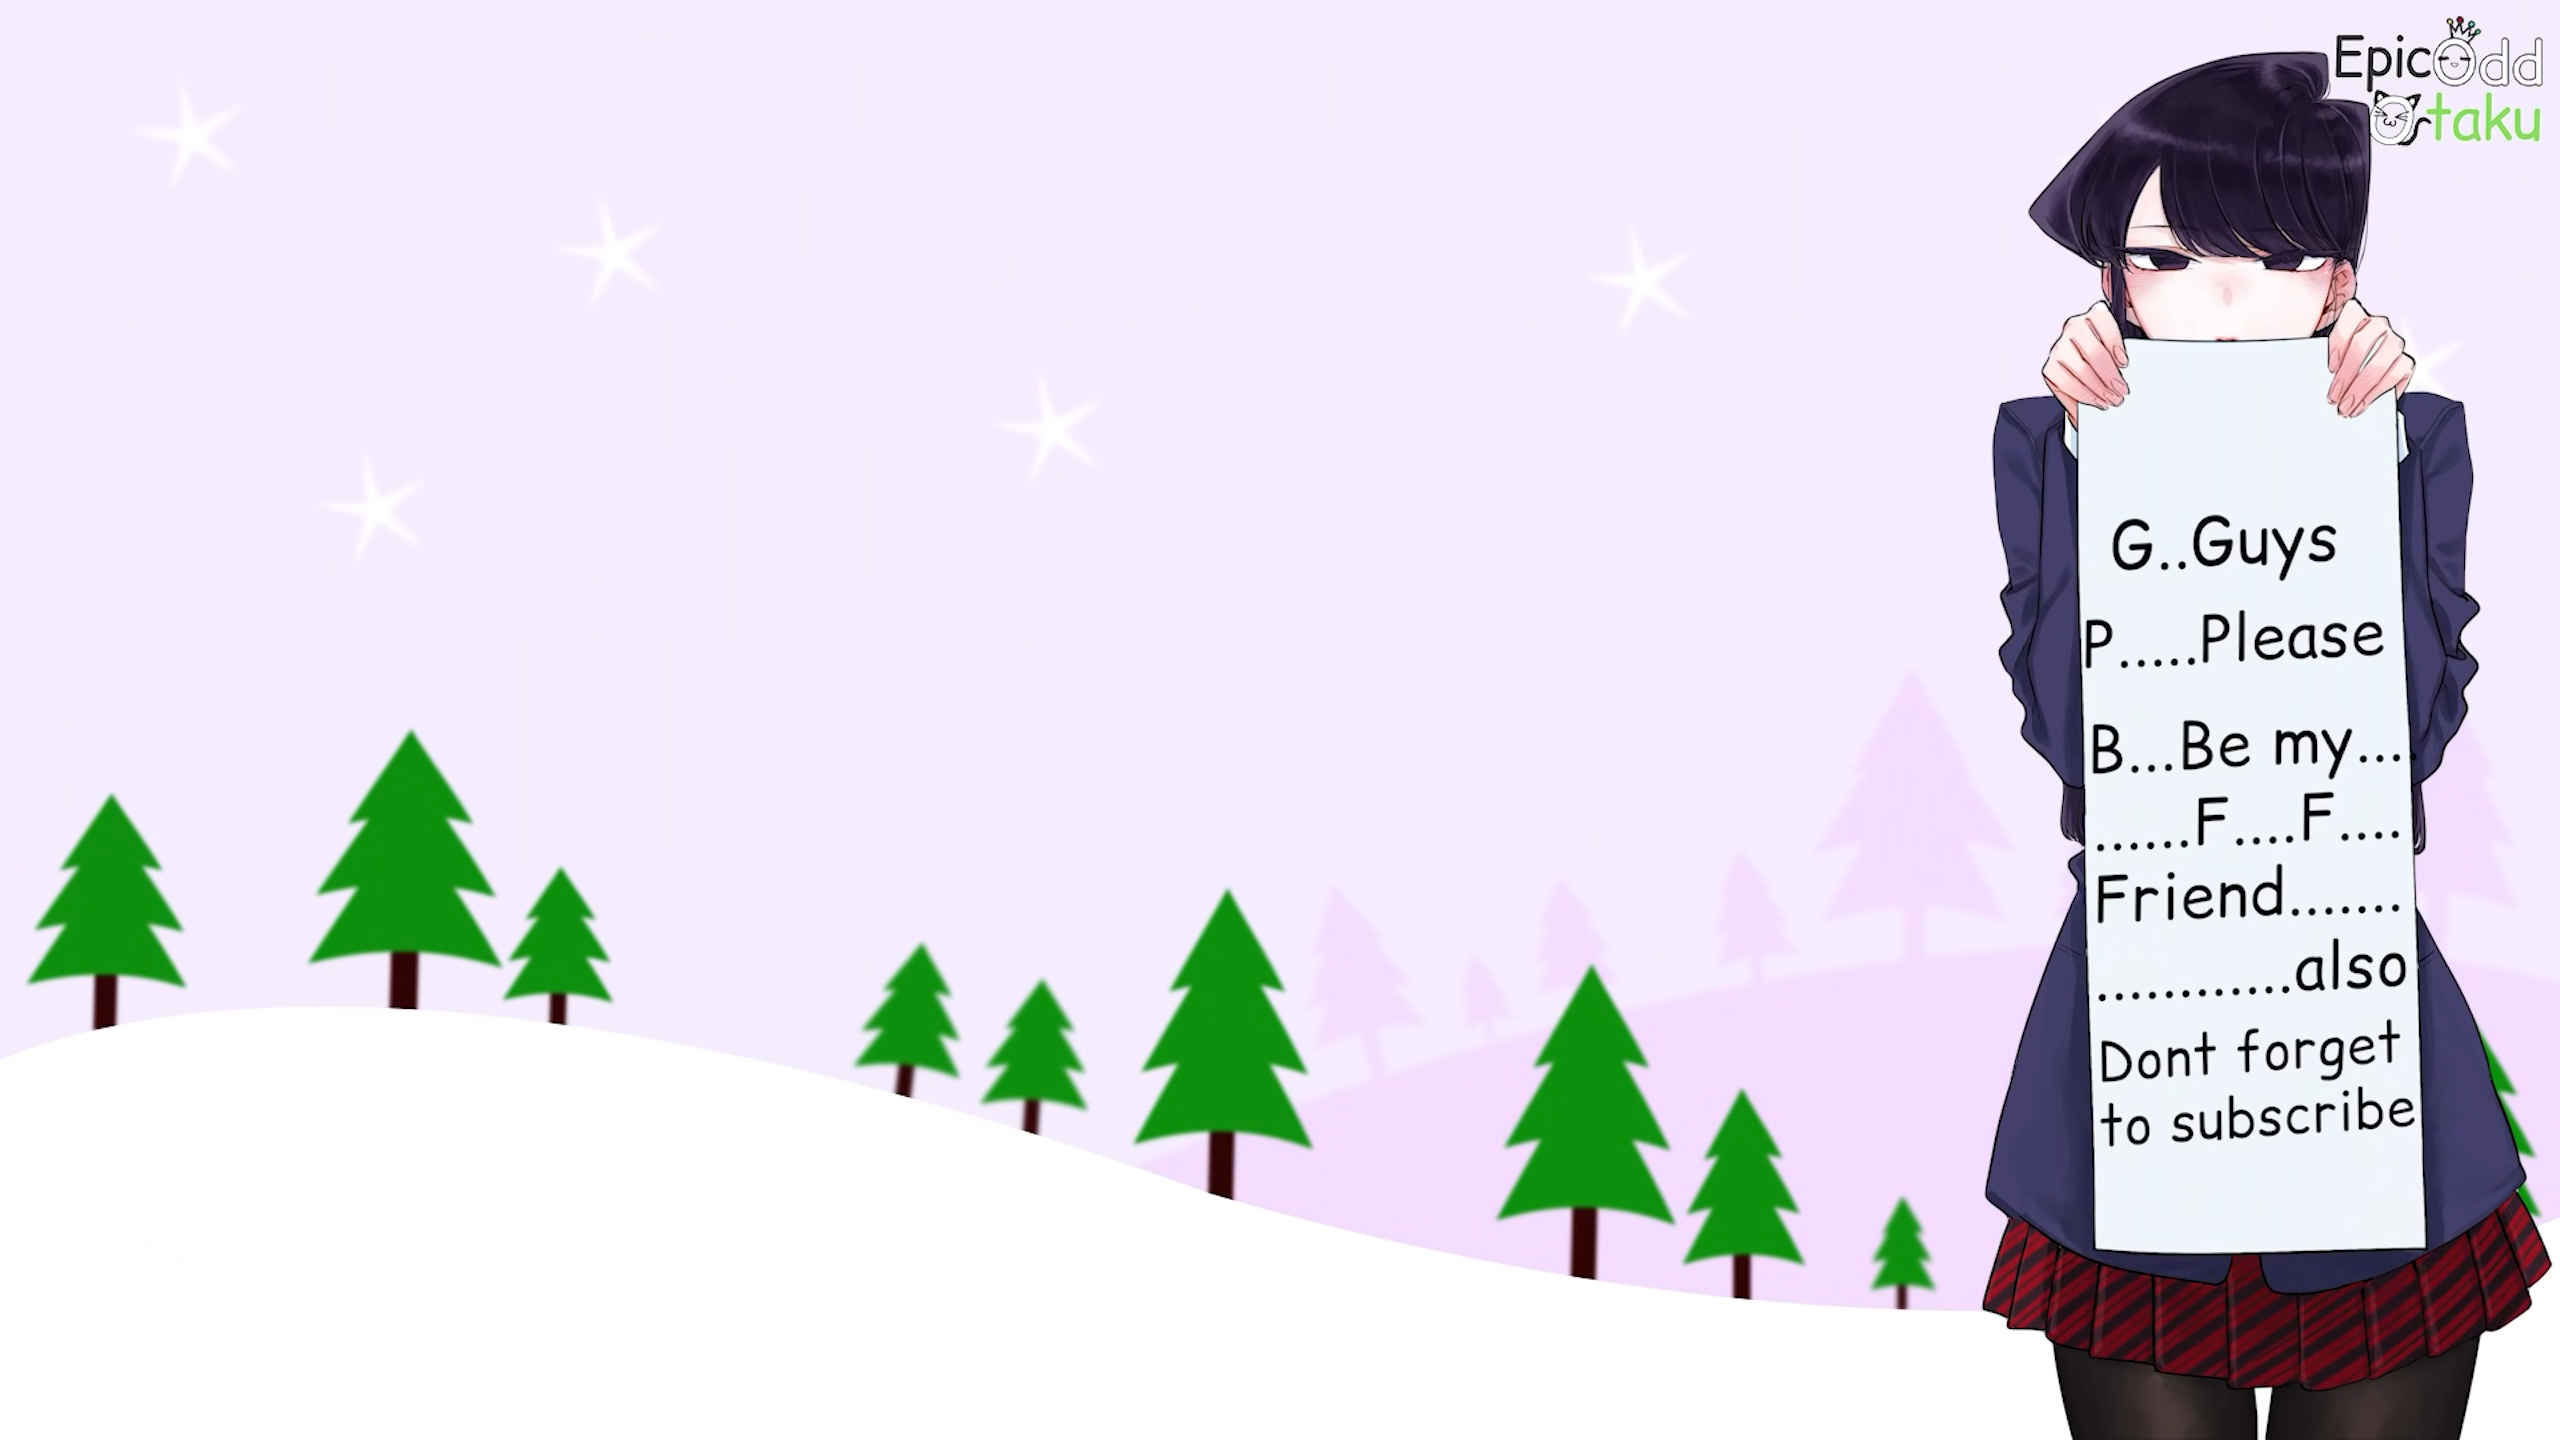 EpicOdd
Otaku
G..Guys
P.....Please
B...Be my....
......F....F....
Friend.......
............also
Dont forget
to subscribe